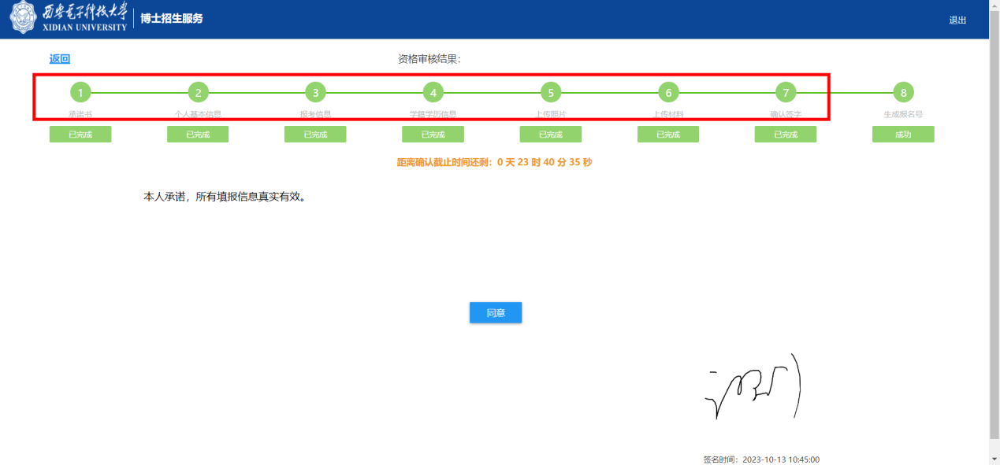 西安电子科技大学
XIDIAN UNIVERSITY
博士招生服务
退出
返回
资格审核结果:
1 2 3 4 5 6 7 8
承诺书 个人基本信息 报考信息 学籍学历信息 上传照片 上传材料 确认签字 生成报名号
已完成 已完成 已完成 已完成 已完成 已完成 已完成 成功
距离确认截止时间还剩: 0 天 23 时 40 分 35 秒
本人承诺，所有填报信息真实有效。
同意
签名时间: 2023-10-13 10:45:00